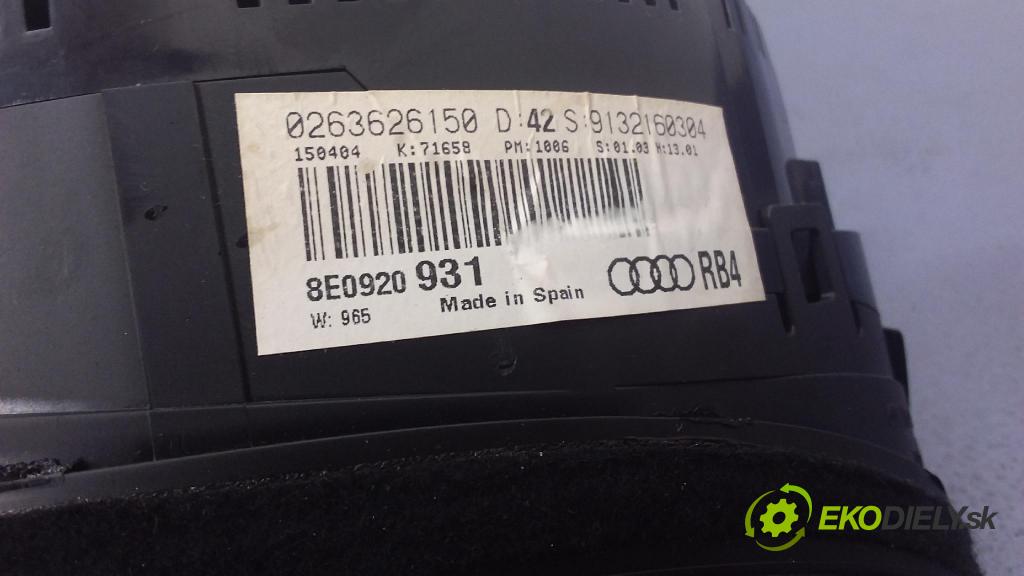 0263626150 D:42 S:9132160304
150404 K:71658 PM:1006 S:01.03 H:13.01
8E0920 931
Made in Spain
RB4
W: 965
EKODIELY.sk